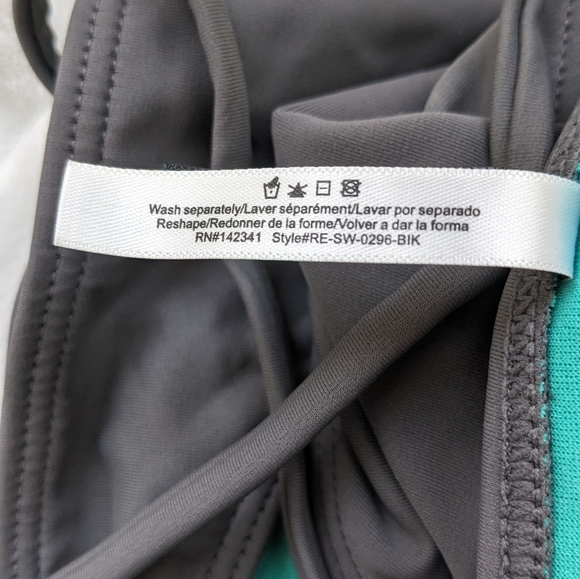 Wash separately/Laver séparément/Lavar por separado
Reshape/Redonner de la forme/Volver a dar la forma
RN#142341 Style#RE-SW-0296-BIK